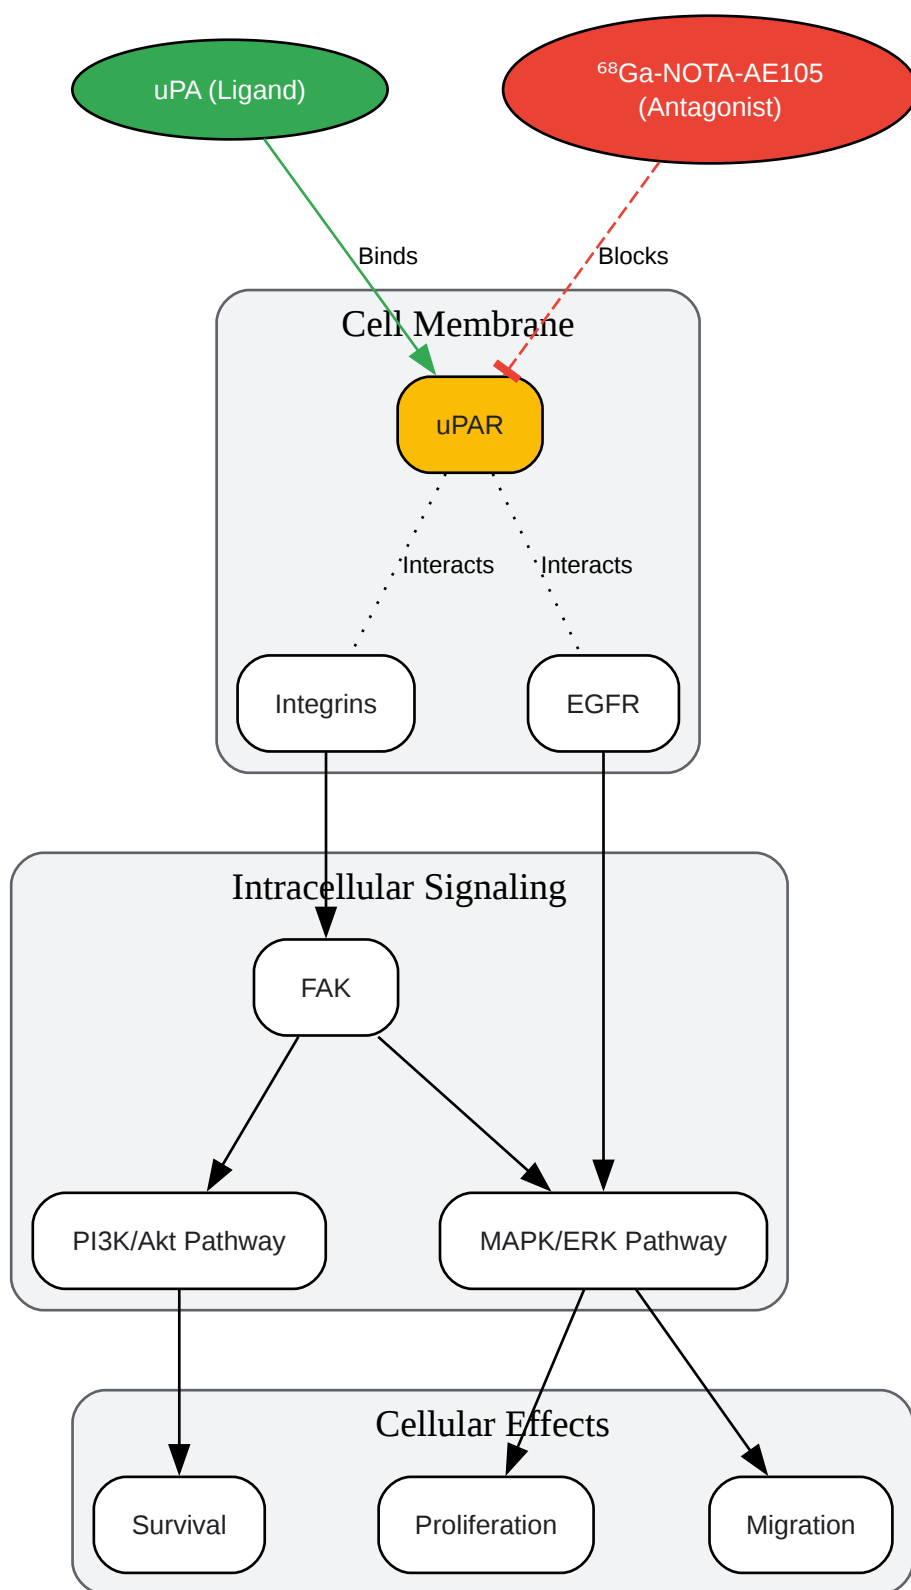 uPA (Ligand)
⁶⁸Ga-NOTA-AE105
(Antagonist)
Binds
Blocks
Cell Membrane
uPAR
Interacts
Interacts
Integrins
EGFR
Intracellular Signaling
FAK
PI3K/Akt Pathway
MAPK/ERK Pathway
Cellular Effects
Survival
Proliferation
Migration